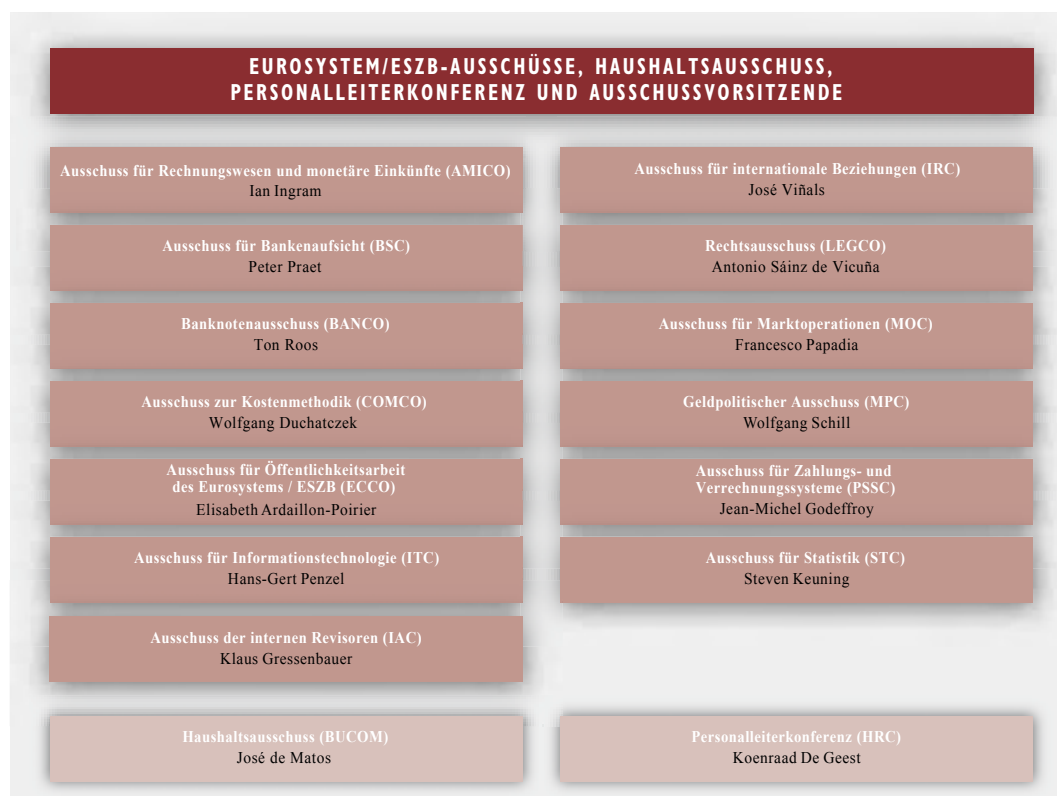 EUROSYSTEM/ESZB-AUSSCHÜSSE, HAUSHALTSAUSSCHUSS,
PERSONALLEITERKONFERENZ UND AUSSCHUSSVORSITZENDE
Ausschuss für Rechnungswesen und monetäre Einkünfte (AMICO)
Ian Ingram
Ausschuss für Bankenaufsicht (BSC)
Peter Praet
Banknotenausschuss (BANCO)
Ton Roos
Ausschuss zur Kostenmethodik (COMCO)
Wolfgang Duchatczek
Ausschuss für Öffentlichkeitsarbeit
des Eurosystems / ESZB (ECCO)
Elisabeth Ardaillon-Poirier
Ausschuss für Informationstechnologie (ITC)
Hans-Gert Penzel
Ausschuss der internen Revisoren (IAC)
Klaus Gressenbauer
Ausschuss für internationale Beziehungen (IRC)
José Viñals
Rechtsausschuss (LEGCO)
Antonio Sáinz de Vicuña
Ausschuss für Marktoperationen (MOC)
Francesco Papadia
Geldpolitischer Ausschuss (MPC)
Wolfgang Schill
Ausschuss für Zahlungs- und
Verrechnungssysteme (PSSC)
Jean-Michel Godeffroy
Ausschuss für Statistik (STC)
Steven Keuning
Haushaltsausschuss (BUCOM)
José de Matos
Personalleiterkonferenz (HRC)
Koenraad De Geest